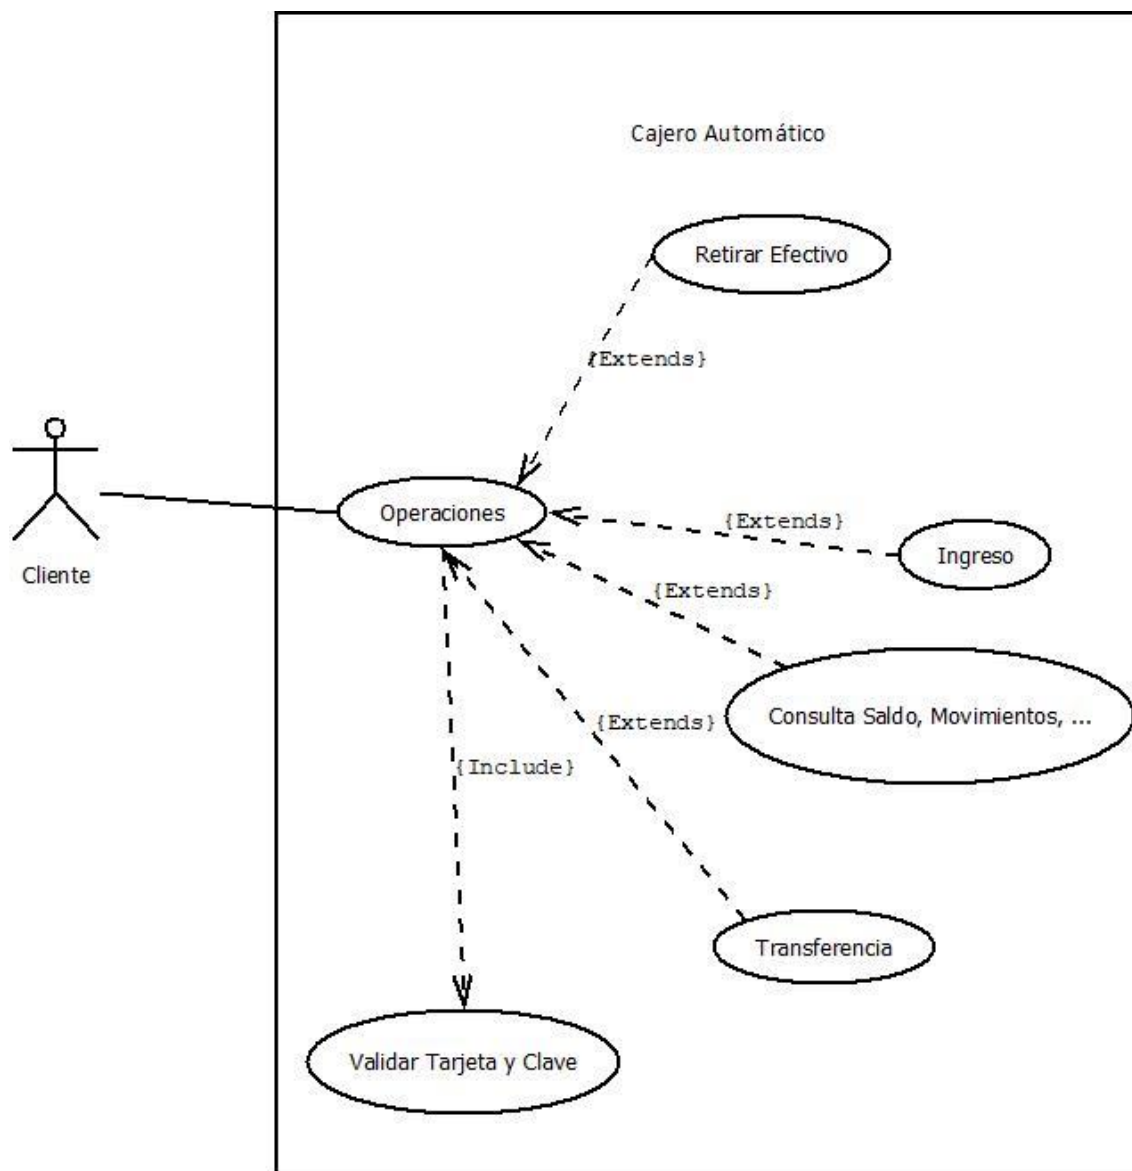 Cajero Automático
Retirar Efectivo
{Extends}
Operaciones
{Extends}
Ingreso
Cliente
{Extends}
Consulta Saldo, Movimientos, ...
{Extends}
{Include}
Transferencia
Validar Tarjeta y Clave